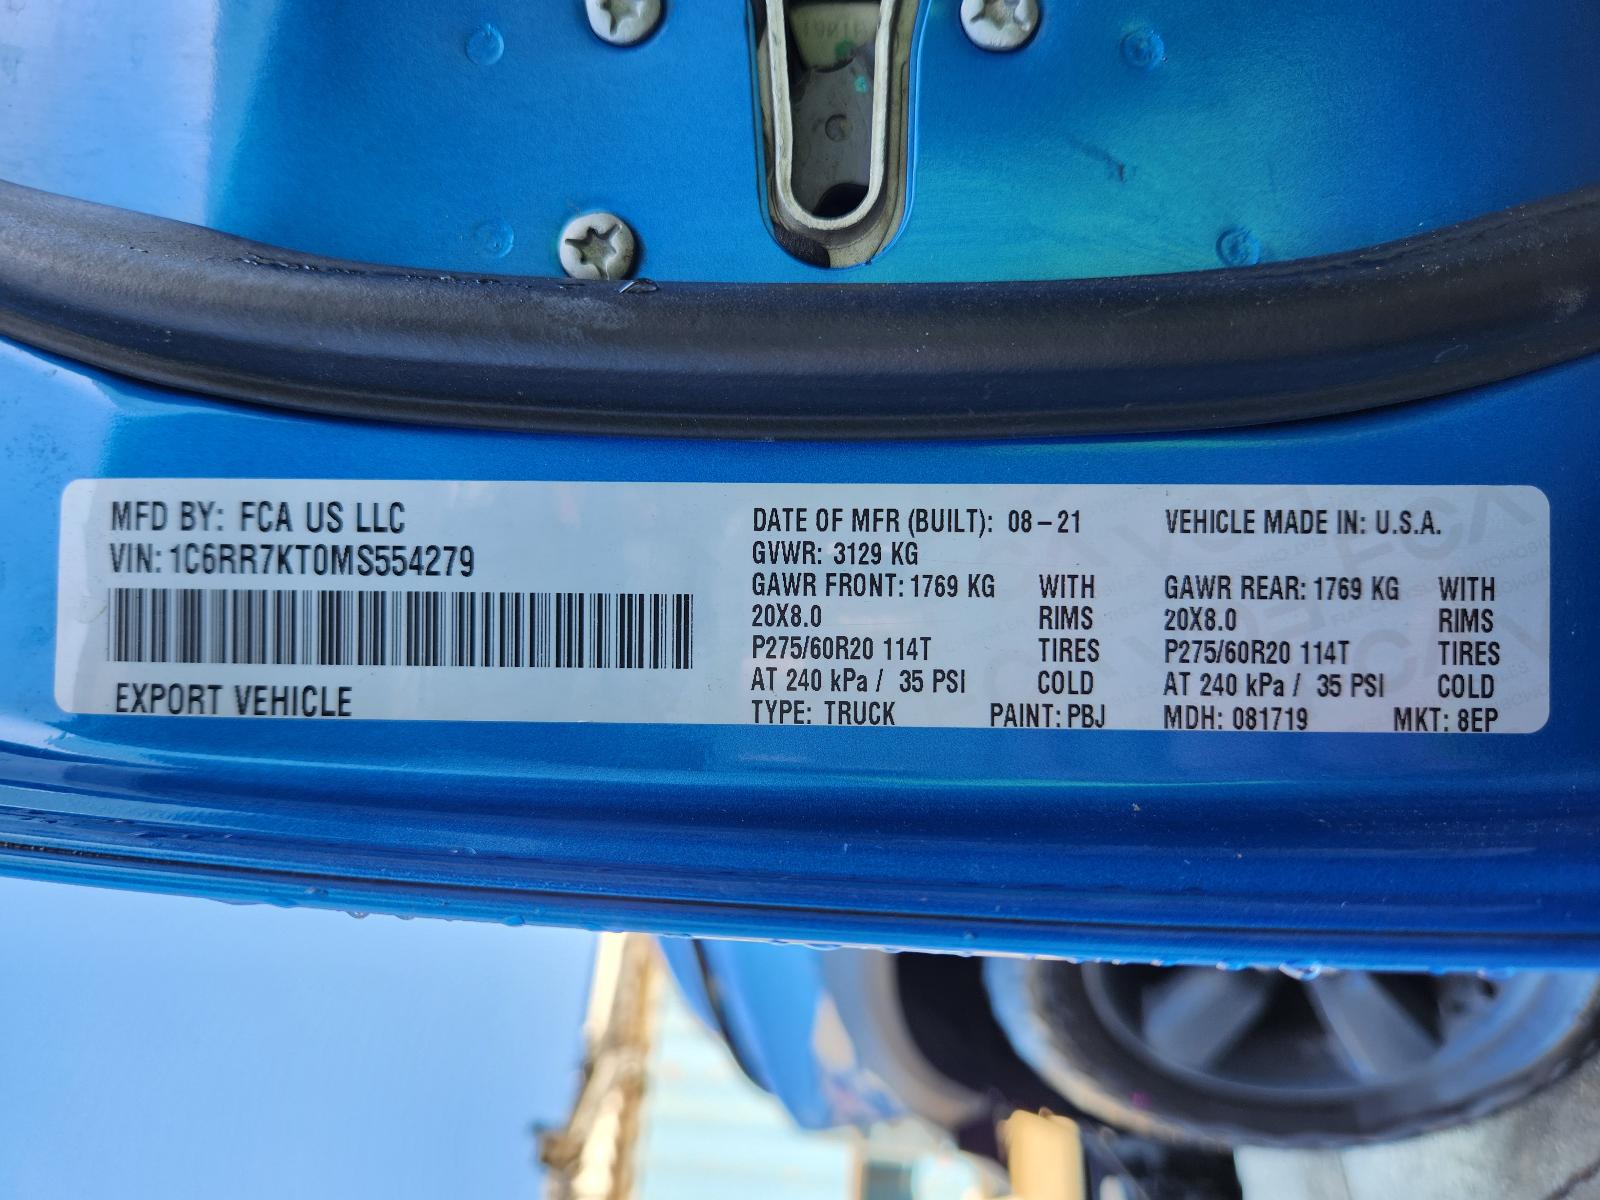 MFD BY: FCA US LLC
VIN: 1C6RR7KT0MS554279
EXPORT VEHICLE
DATE OF MFR (BUILT): 08-21 VEHICLE MADE IN: U.S.A.
GVWR: 3129 KG
GAWR FRONT: 1769 KG WITH GAWR REAR: 1769 KG WITH
20X8.0 RIMS 20X8.0 RIMS
P275/60R20 114T TIRES P275/60R20 114T TIRES
AT 240 kPa / 35 PSI COLD AT 240 kPa / 35 PSI COLD
TYPE: TRUCK PAINT: PBJ MDH: 081719 MKT: 8EP